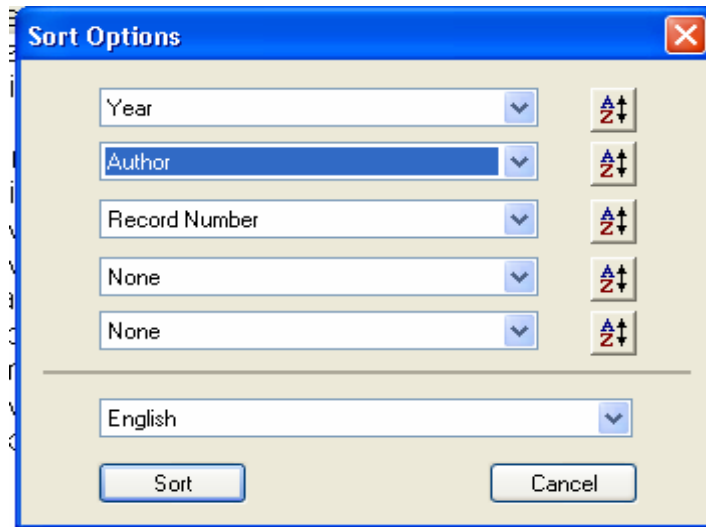 Sort Options
Year
Author
Record Number
None
None
English
Sort Cancel